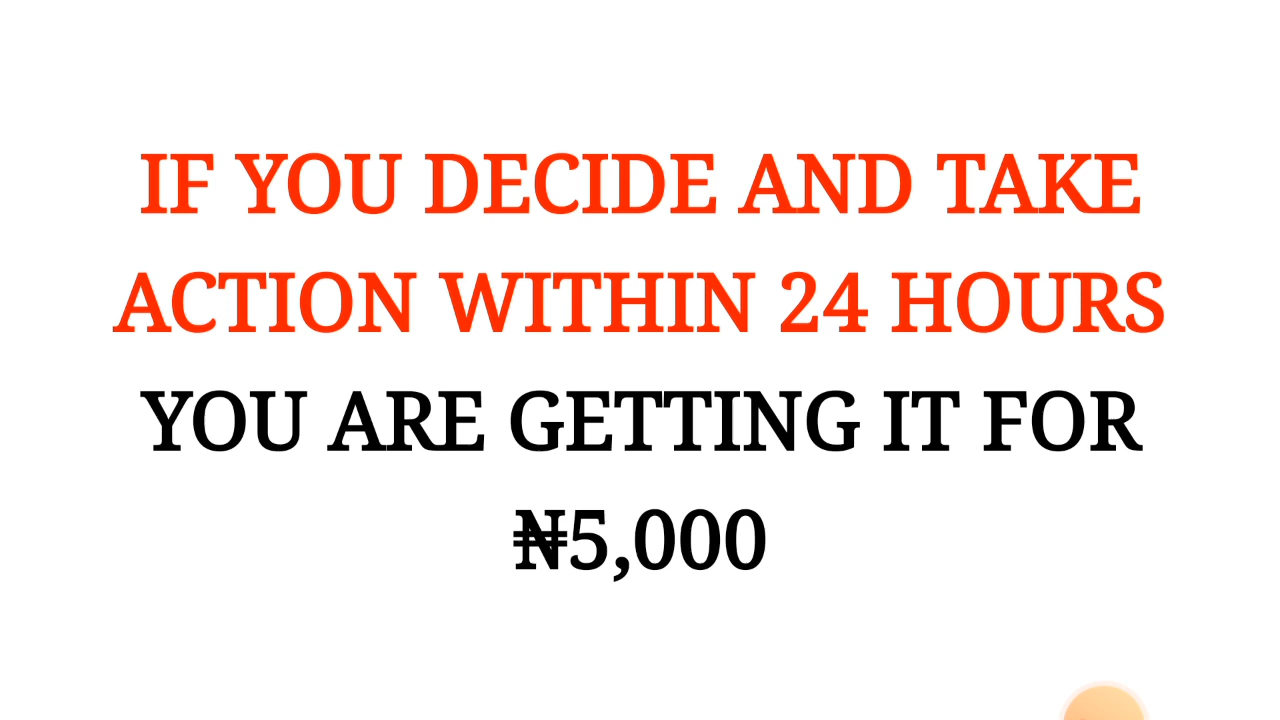 IF YOU DECIDE AND TAKE
ACTION WITHIN 24 HOURS
YOU ARE GETTING IT FOR
₦5,000